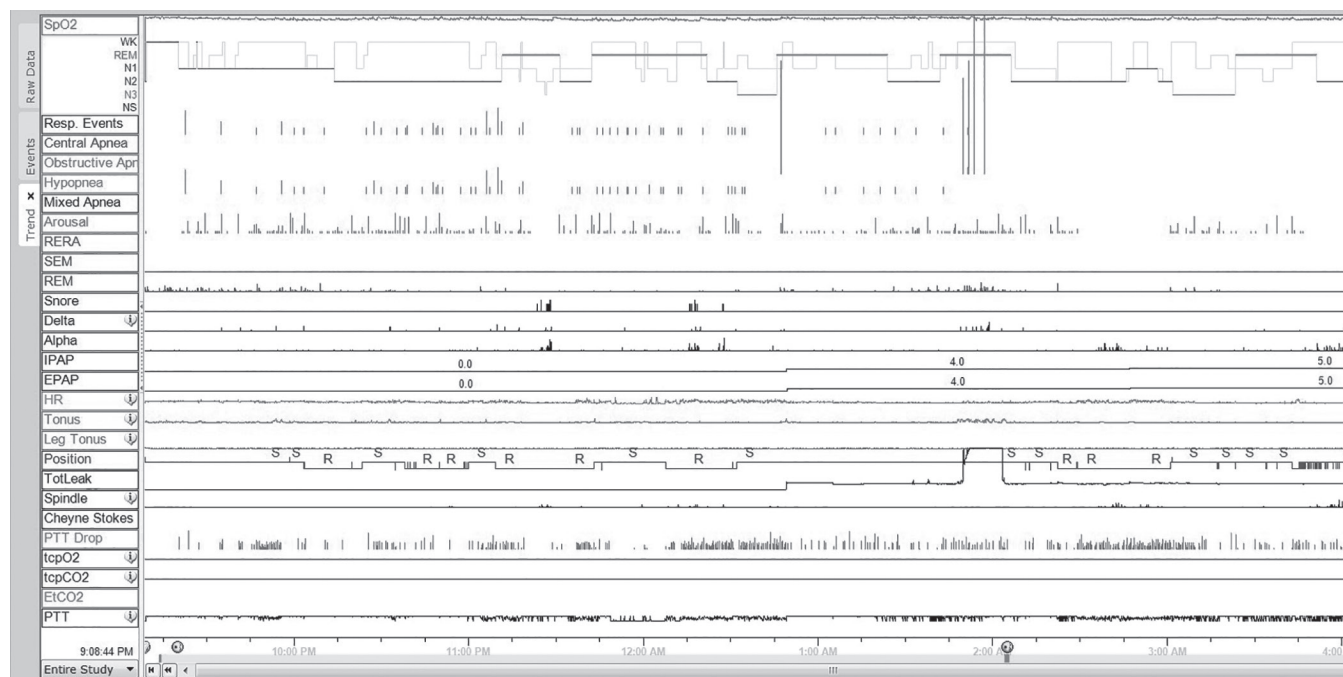 SpO2
WK
REM
N1
N2
N3
NS
Raw Data
Events
Trend x
Resp. Events
Central Apnea
Obstructive Apr
Hypopnea
Mixed Apnea
Arousal
RERA
SEM
REM
Snore
Delta
Alpha
IPAP 0.0 4.0 5.0
EPAP 0.0 4.0 5.0
HR
Tonus
Leg Tonus
Position S S R S R R S R R S R S S S R R R S S S S
TotLeak
Spindle
Cheyne Stokes
PTT Drop
tcpO2
tcpCO2
EtCO2
PTT
9:08:44 PM 10:00 PM 11:00 PM 12:00 AM 1:00 AM 2:00 3:00 AM 4:00
Entire Study